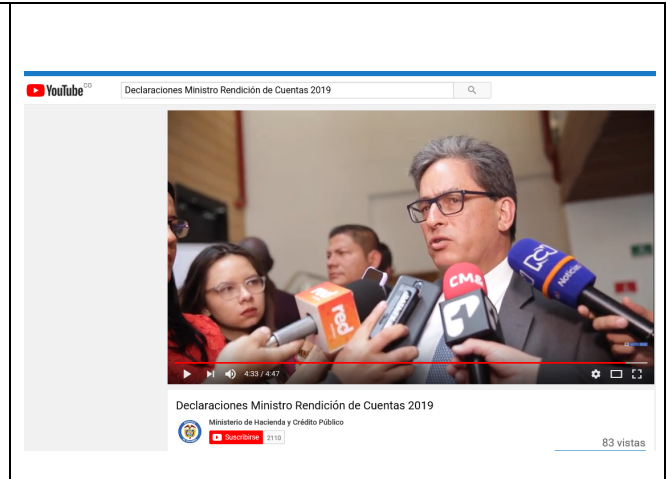 YouTube CO
Declaraciones Ministro Rendición de Cuentas 2019
red
CM&
1
RCN
Noticias
4:33 / 4:47
Declaraciones Ministro Rendición de Cuentas 2019
Ministerio de Hacienda y Crédito Público
Suscribirse 2110
83 vistas